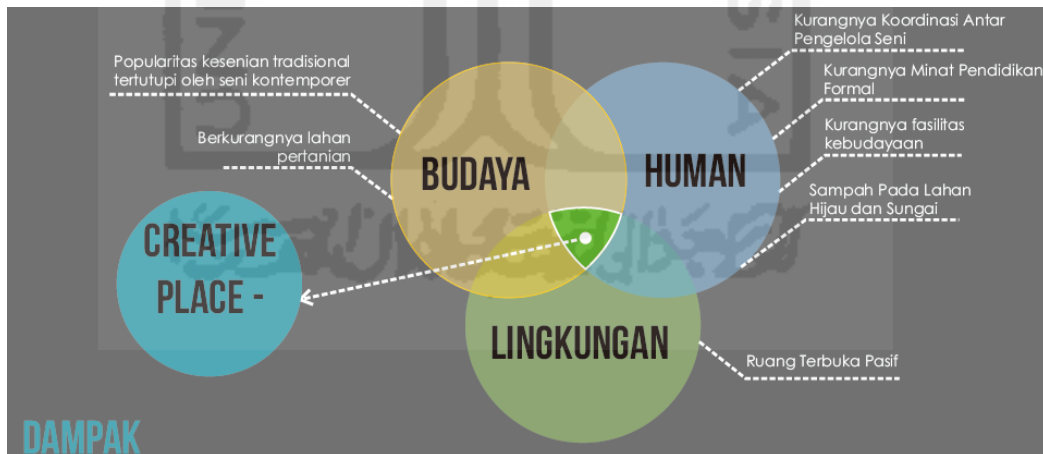 Kurangnya Koordinasi Antar
Pengelola Seni
Popularitas kesenian tradisional
tertutupi oleh seni kontemporer
Kurangnya Minat Pendidikan
Formal
Berkurangnya lahan
pertanian
Kurangnya fasilitas
kebudayaan
BUDAYA
HUMAN
Sampah Pada Lahan
Hijau dan Sungai
CREATIVE
PLACE -
LINGKUNGAN
Ruang Terbuka Pasif
DAMPAK